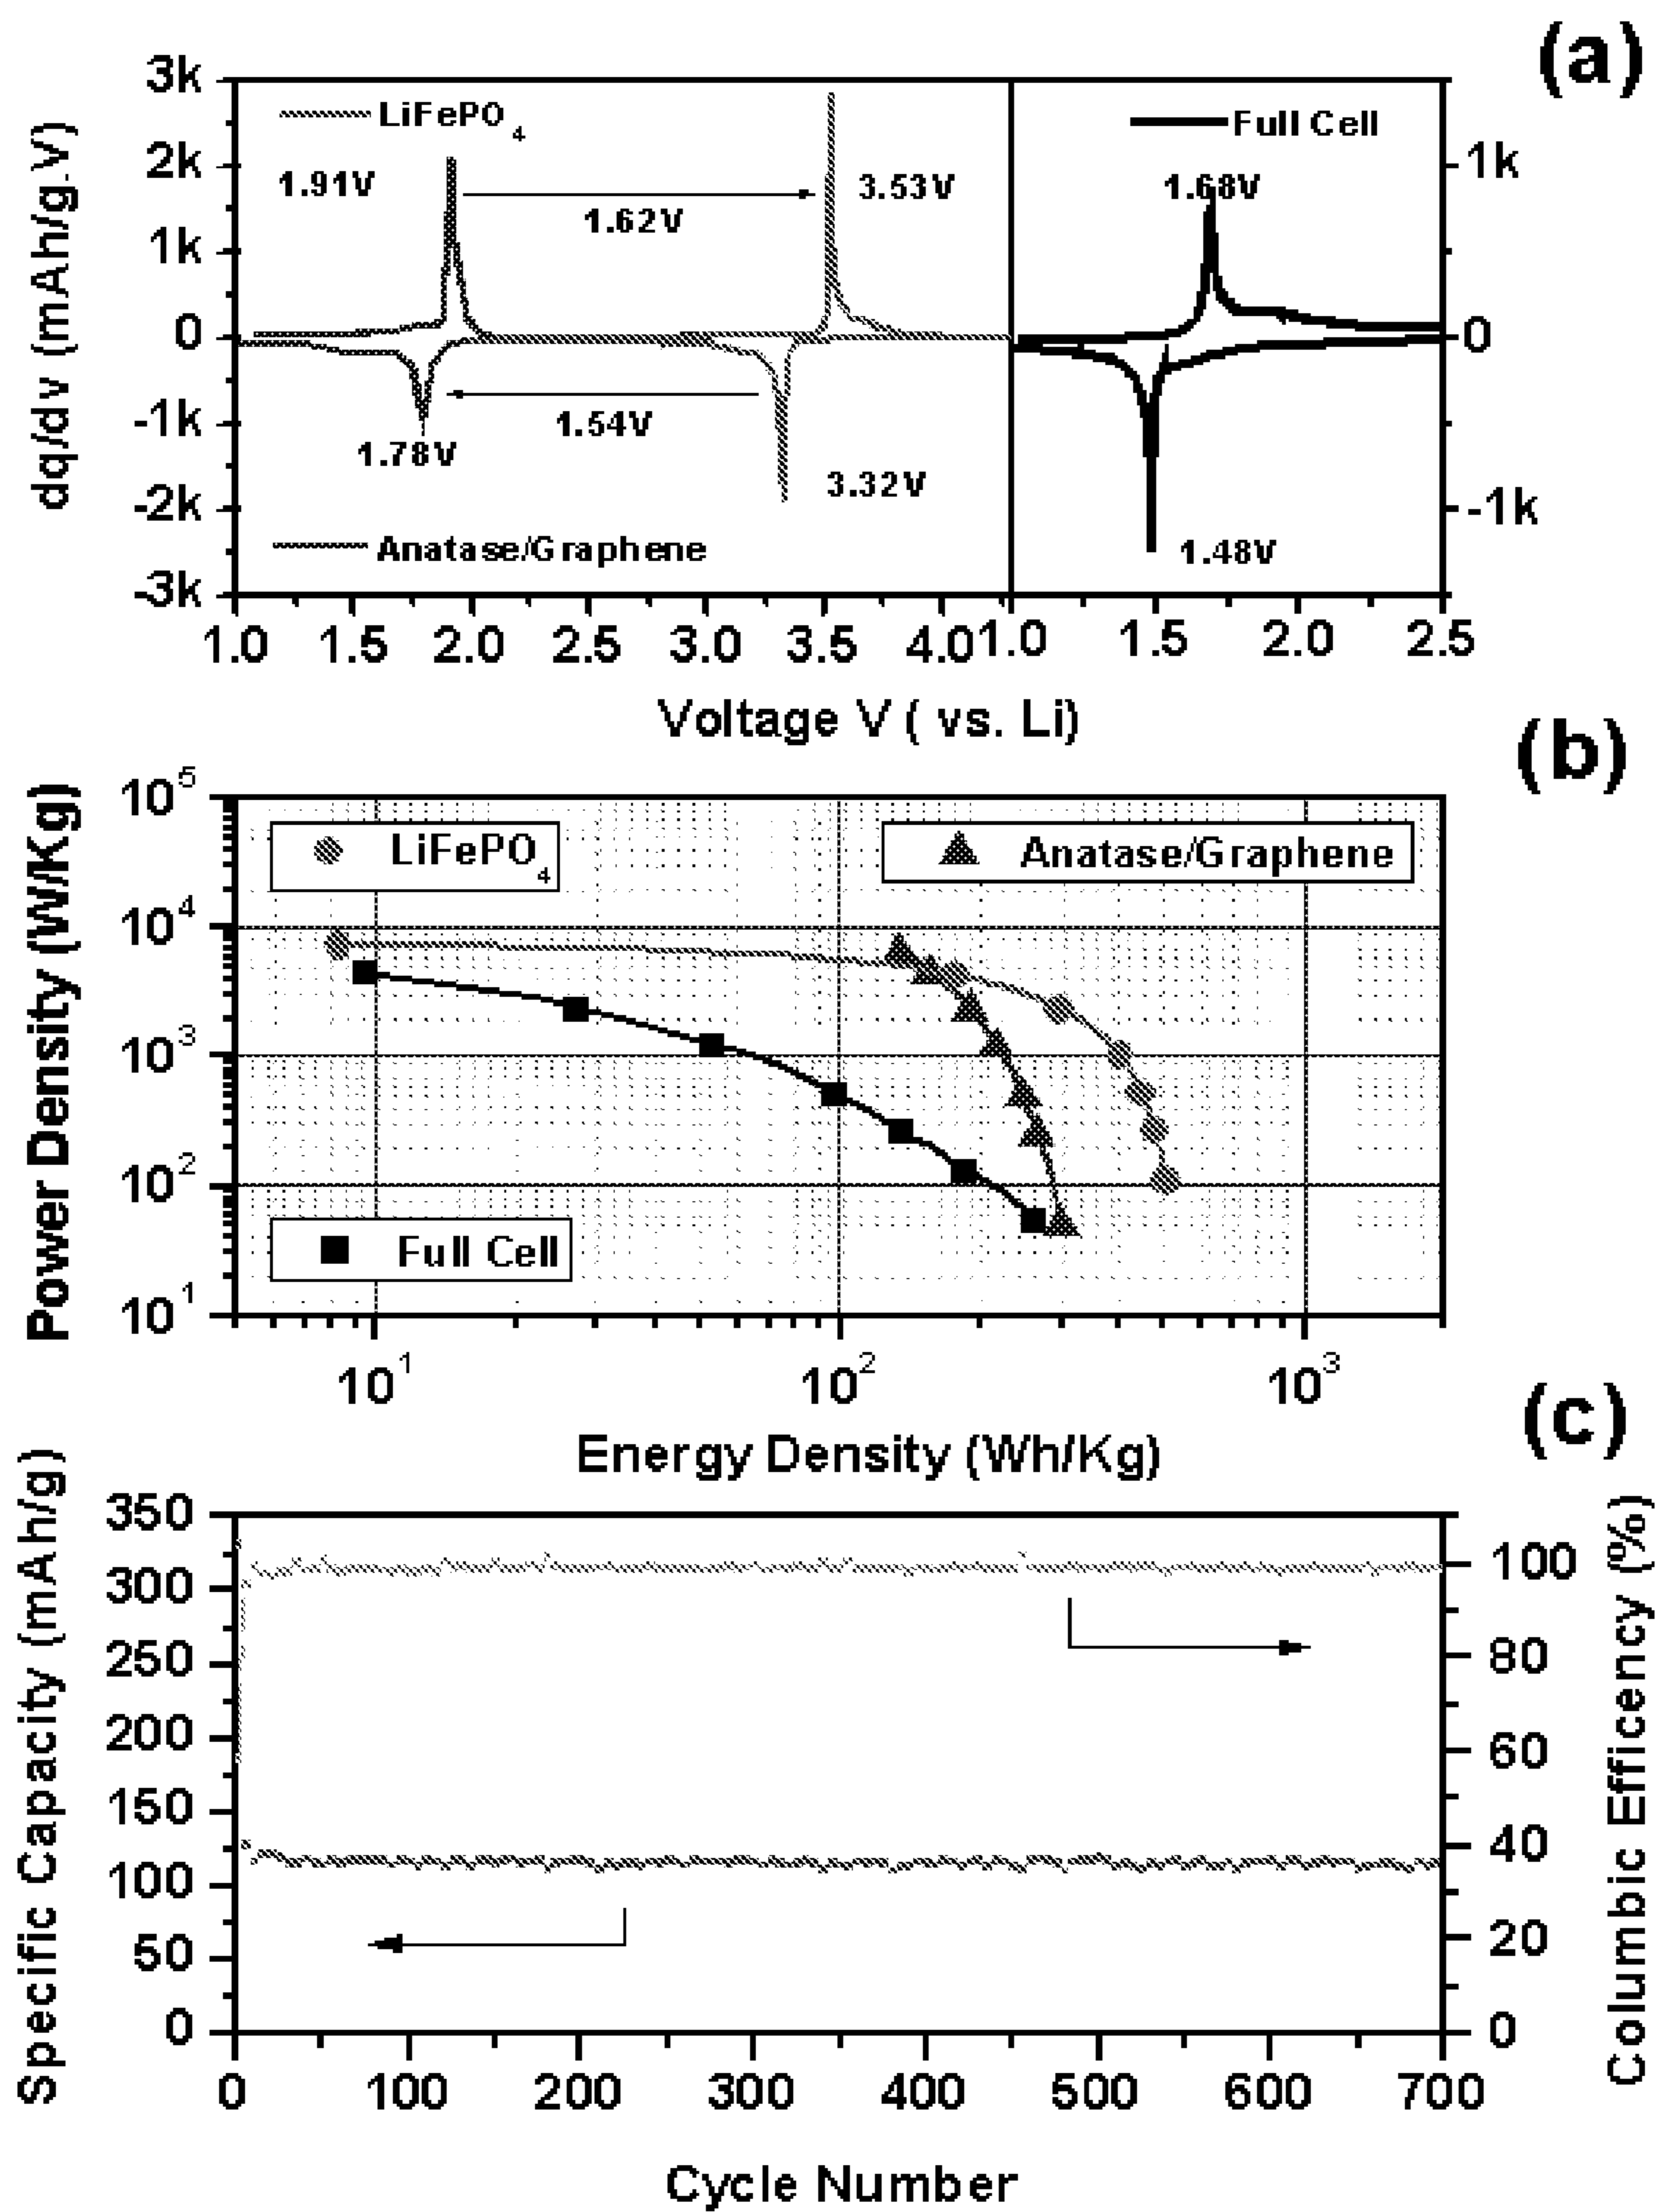 (a)
3k
2k
1k
0
-1k
-2k
-3k
dq/dv (mAh/g.V)
LiFePO4
1.91V
1.62V
3.53V
1.54V
1.78V
3.32V
Anatase/Graphene
Full Cell
1.68V
1.48V
1k
0
-1k
1.0 1.5 2.0 2.5 3.0 3.5 4.0 1.0 1.5 2.0 2.5
Voltage V ( vs. Li)
(b)
10^5
10^4
10^3
10^2
10^1
Power Density (W/Kg)
LiFePO4
Anatase/Graphene
Full Cell
10^1 10^2 10^3
Energy Density (Wh/Kg)
(c)
350
300
250
200
150
100
50
0
Specific Capacity (mAh/g)
100
80
60
40
20
0
Columbic Efficency (%)
0 100 200 300 400 500 600 700
Cycle Number